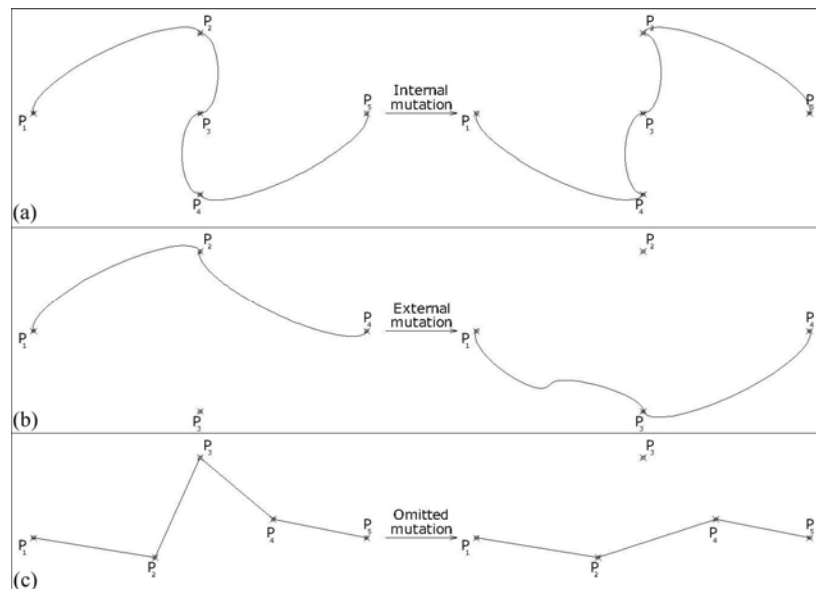 P₂
P₂
P₁
P₃
P₅
Internal
mutation
P₁
P₃
P₅
P₄
P₄
(a)
P₂
P₂
P₁
P₄
External
mutation
P₁
P₄
P₃
P₃
(b)
P₃
P₃
P₁
P₂
P₄
P₅
Omitted
mutation
P₁
P₂
P₄
P₅
(c)